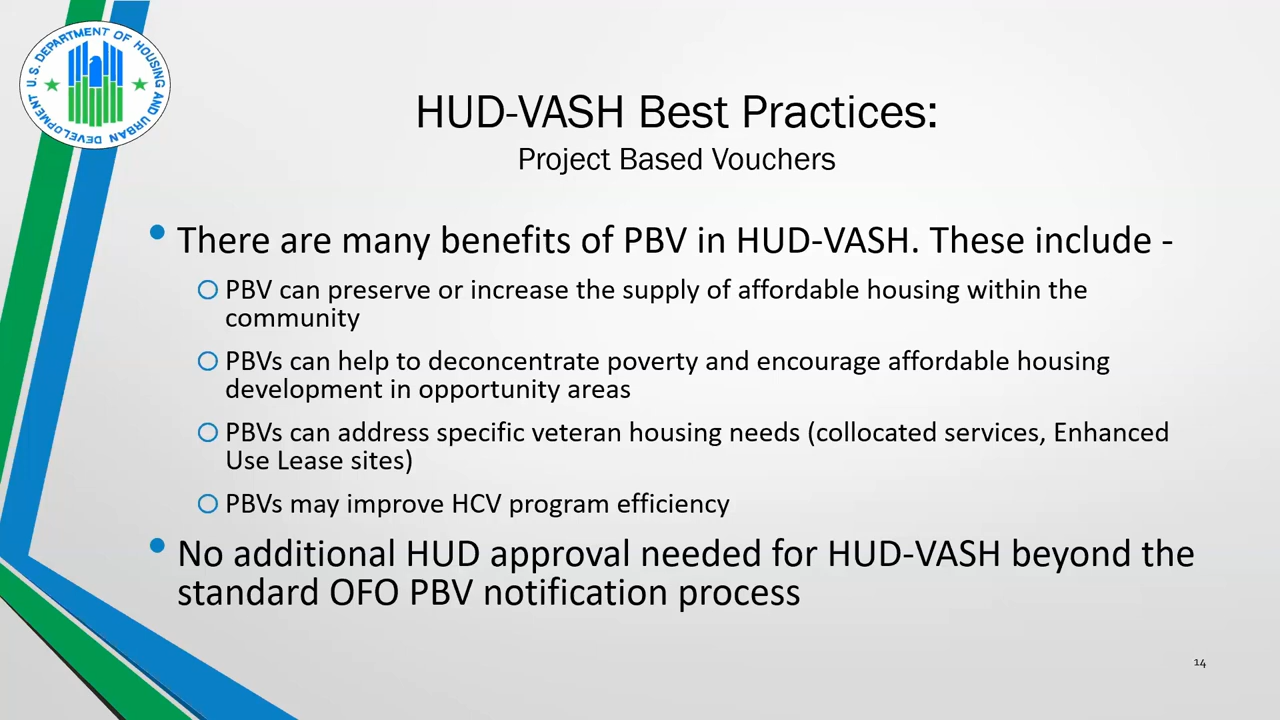 U.S. DEPARTMENT OF HOUSING AND URBAN DEVELOPMENT
HUD-VASH Best Practices:
Project Based Vouchers
• There are many benefits of PBV in HUD-VASH. These include -
PBV can preserve or increase the supply of affordable housing within the
community
PBVs can help to deconcentrate poverty and encourage affordable housing
development in opportunity areas
PBVs can address specific veteran housing needs (collocated services, Enhanced
Use Lease sites)
PBVs may improve HCV program efficiency
• No additional HUD approval needed for HUD-VASH beyond the
standard OFO PBV notification process
14